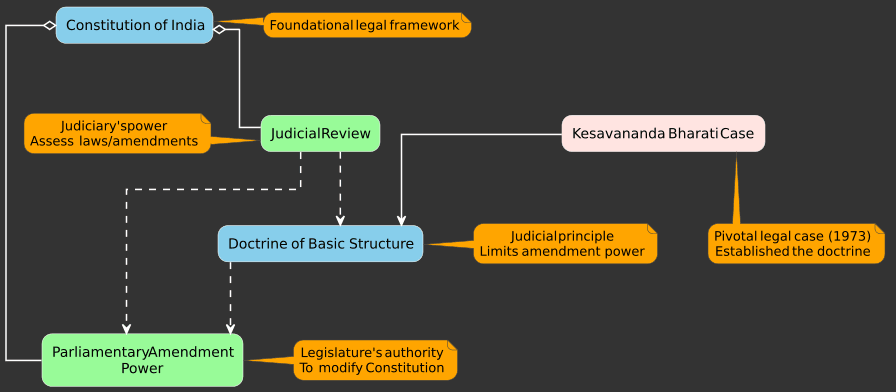 Constitution of India
Foundational legal framework
Judiciary'spower
Assess laws/amendments
JudicialReview
Kesavananda Bharati Case
Doctrine of Basic Structure
Judicialprinciple
Limits amendment power
Pivotal legal case (1973)
Established the doctrine
ParliamentaryAmendment
Power
Legislature's authority
To modify Constitution